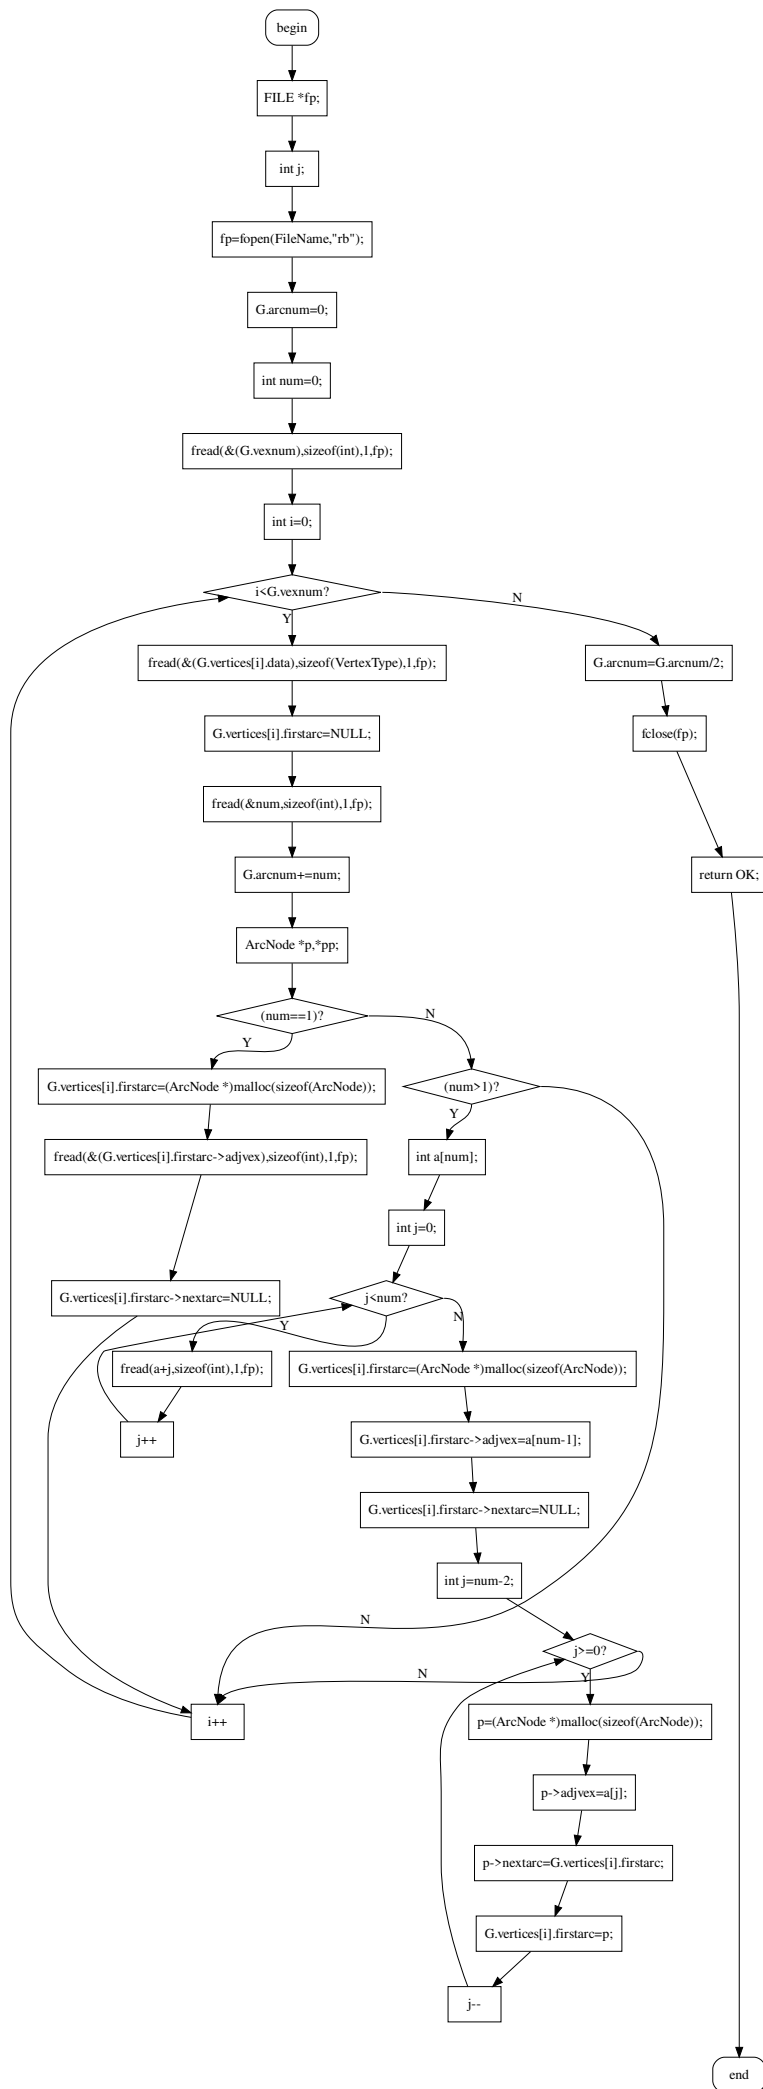 begin
FILE *fp;
int j;
fp=fopen(FileName,"rb");
G.arcnum=0;
int num=0;
fread(&(G.vexnum),sizeof(int),1,fp);
int i=0;
i<G.vexnum?
N
Y
fread(&(G.vertices[i].data),sizeof(VertexType),1,fp);
G.arcnum=G.arcnum/2;
G.vertices[i].firstarc=NULL;
fclose(fp);
fread(&num,sizeof(int),1,fp);
G.arcnum+=num;
return OK;
ArcNode *p,*pp;
(num==1)?
N
Y
G.vertices[i].firstarc=(ArcNode *)malloc(sizeof(ArcNode));
(num>1)?
Y
fread(&(G.vertices[i].firstarc->adjvex),sizeof(int),1,fp);
int a[num];
int j=0;
G.vertices[i].firstarc->nextarc=NULL;
j<num?
Y
N
fread(a+j,sizeof(int),1,fp);
G.vertices[i].firstarc=(ArcNode *)malloc(sizeof(ArcNode));
j++
G.vertices[i].firstarc->adjvex=a[num-1];
G.vertices[i].firstarc->nextarc=NULL;
int j=num-2;
N
j>=0?
N
Y
i++
p=(ArcNode *)malloc(sizeof(ArcNode));
p->adjvex=a[j];
p->nextarc=G.vertices[i].firstarc;
G.vertices[i].firstarc=p;
j--
end